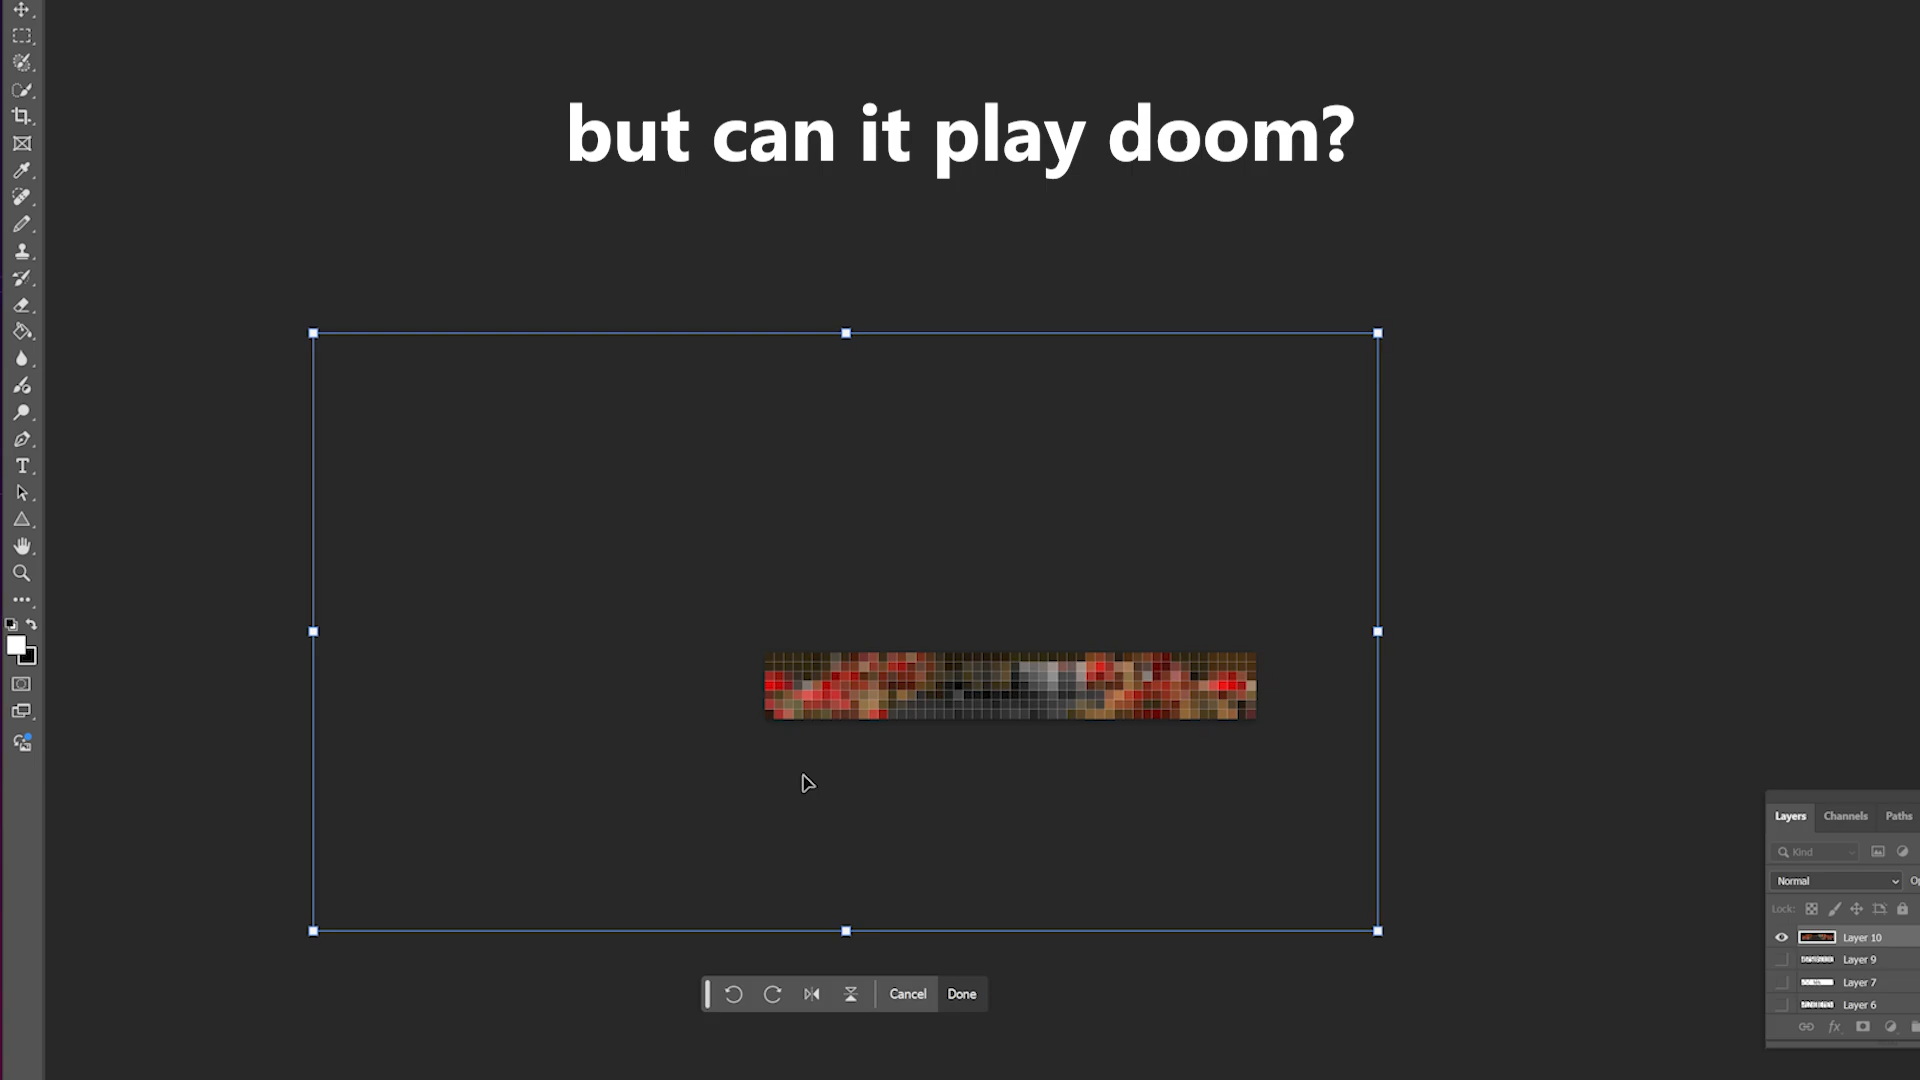 but can it play doom?
Cancel Done
Layers Channels Paths
Kind
Normal
Lock:
Layer 10
Layer 9
Layer 7
Layer 6